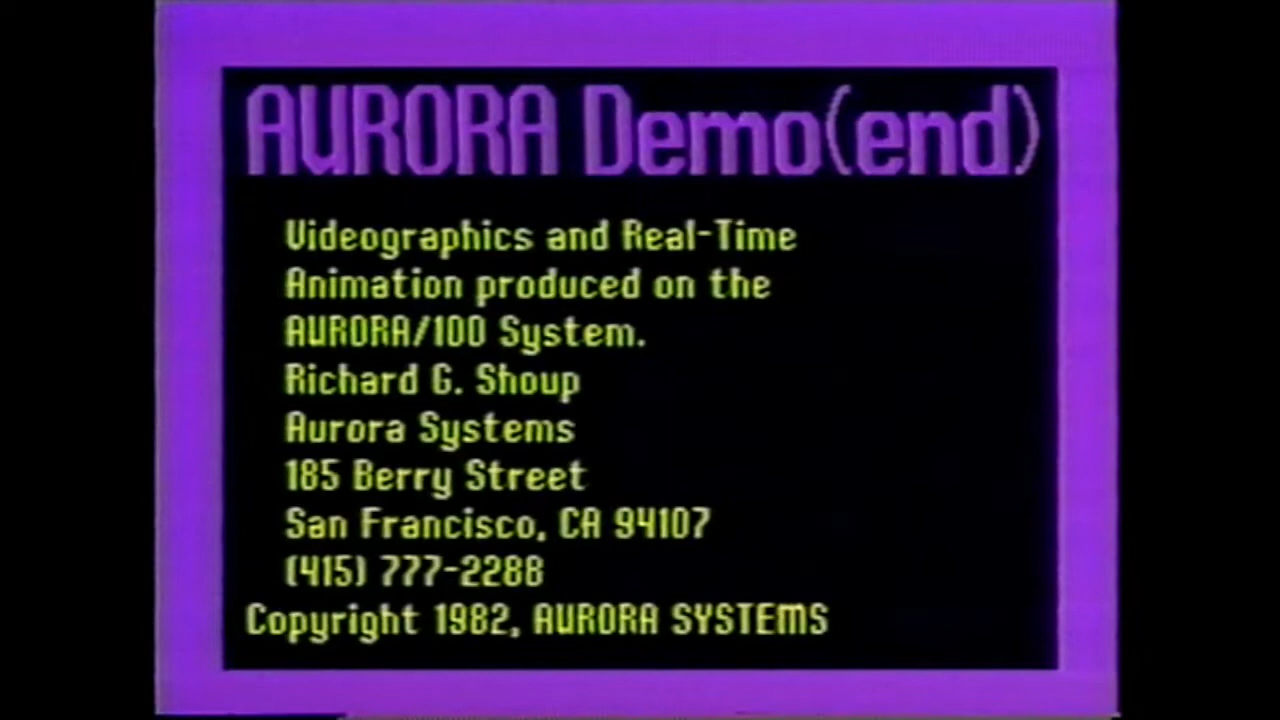 AURORA Demo(end)
Videographics and Real-Time
Animation produced on the
AURORA/100 System.
Richard G. Shoup
Aurora Systems
185 Berry Street
San Francisco, CA 94107
(415) 777-2288
Copyright 1982, AURORA SYSTEMS